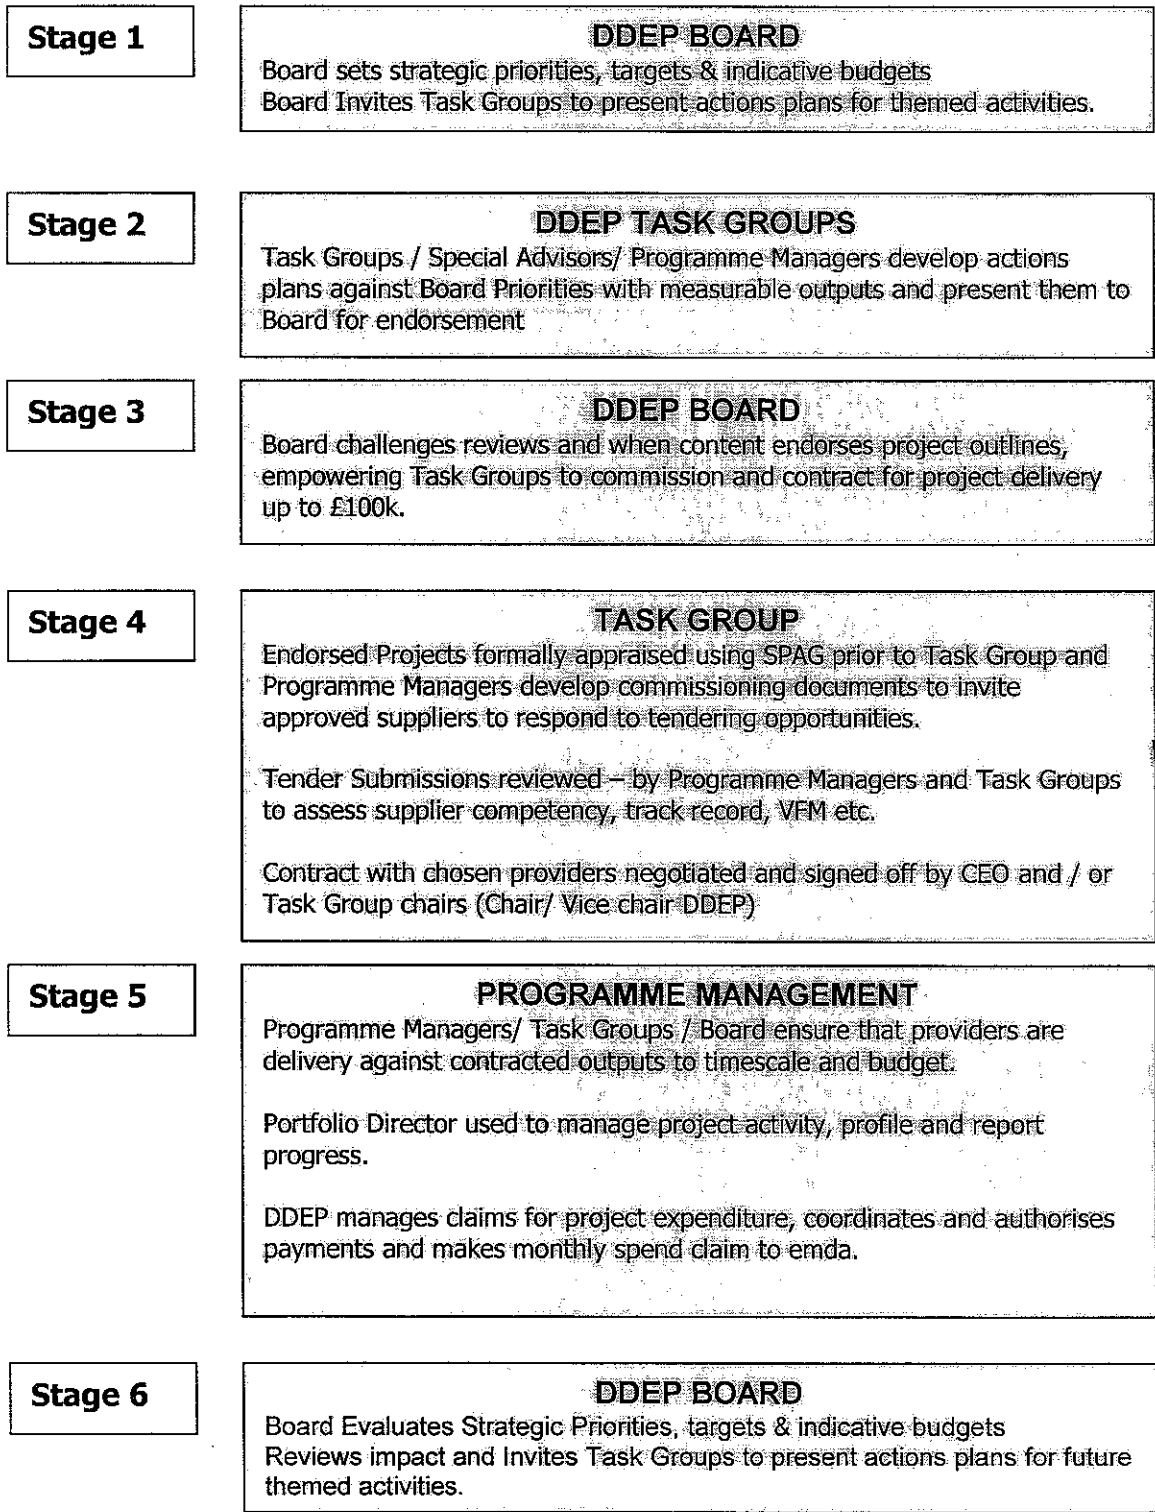 Stage 1
DDEP BOARD
Board sets strategic priorities, targets & indicative budgets
Board Invites Task Groups to present actions plans for themed activities.
Stage 2
DDEP TASK GROUPS
Task Groups / Special Advisors/ Programme Managers develop actions
plans against Board Priorities with measurable outputs and present them to
Board for endorsement
Stage 3
DDEP BOARD
Board challenges reviews and when content endorses project outlines,
empowering Task Groups to commission and contract for project delivery
up to £100k.
Stage 4
TASK GROUP
Endorsed Projects formally appraised using SPAG prior to Task Group and
Programme Managers develop commissioning documents to invite
approved suppliers to respond to tendering opportunities.
Tender Submissions reviewed – by Programme Managers and Task Groups
to assess supplier competency, track record, VFM etc.
Contract with chosen providers negotiated and signed off by CEO and / or
Task Group chairs (Chair/ Vice chair DDEP)
Stage 5
PROGRAMME MANAGEMENT
Programme Managers/ Task Groups / Board ensure that providers are
delivery against contracted outputs to timescale and budget.
Portfolio Director used to manage project activity, profile and report
progress.
DDEP manages claims for project expenditure, coordinates and authorises
payments and makes monthly spend claim to emda.
Stage 6
DDEP BOARD
Board Evaluates Strategic Priorities, targets & indicative budgets
Reviews impact and Invites Task Groups to present actions plans for future
themed activities.